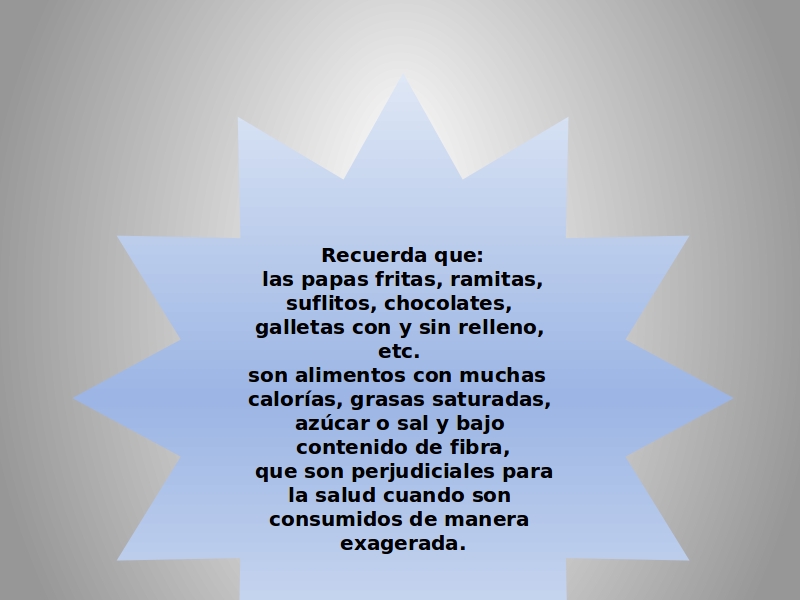 Recuerda que:
las papas fritas, ramitas,
suflitos, chocolates,
galletas con y sin relleno,
etc.
son alimentos con muchas
calorías, grasas saturadas,
azúcar o sal y bajo
contenido de fibra,
que son perjudiciales para
la salud cuando son
consumidos de manera
exagerada.